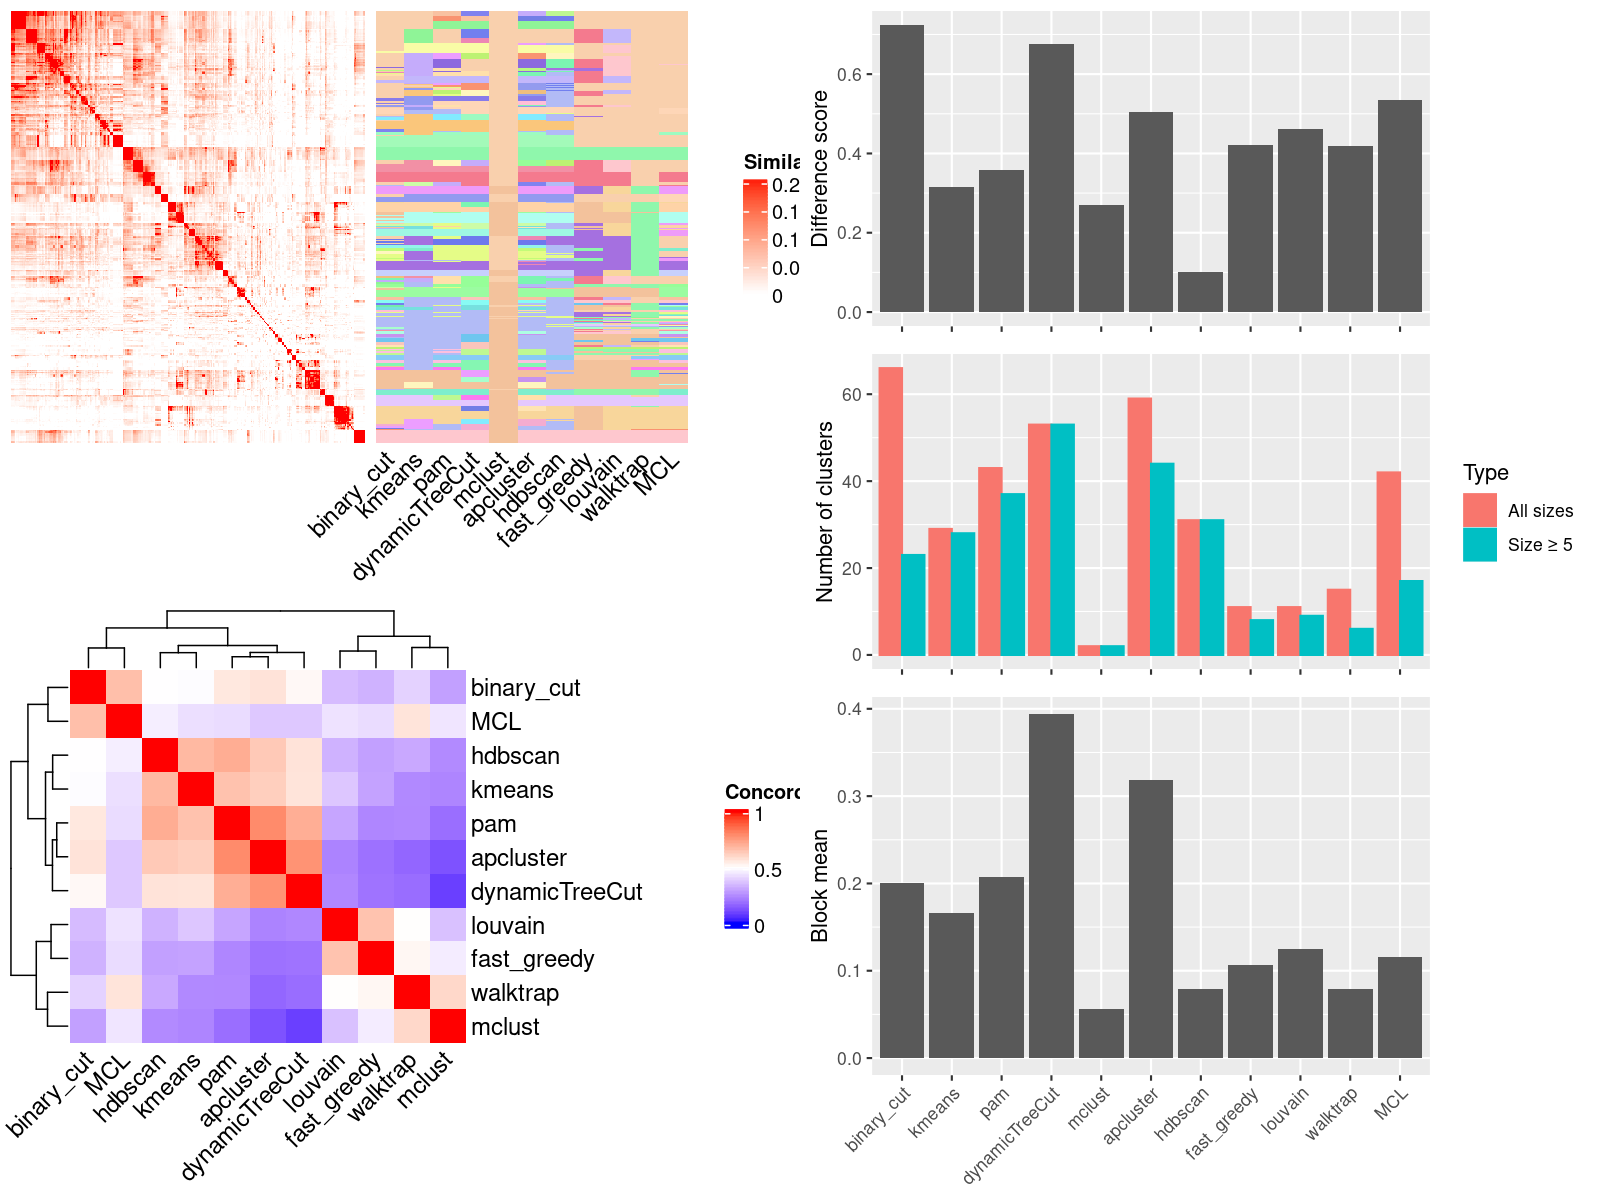 Simila
0.2
0.1
0.1
0.0
0
binary_cut
kmeans
pam
dynamicTreeCut
mclust
apcluster
hdbscan
fast_greedy
louvain
walktrap
MCL
binary_cut
MCL
hdbscan
kmeans
pam
apcluster
dynamicTreeCut
louvain
fast_greedy
walktrap
mclust
binary_cut
MCL
hdbscan
kmeans
pam
apcluster
dynamicTreeCut
louvain
fast_greedy
walktrap
mclust
Concord
1
0.5
0
Difference score
0.6
0.4
0.2
0.0
Number of clusters
60
40
20
0
Type
All sizes
Size ≥ 5
Block mean
0.4
0.3
0.2
0.1
0.0
binary_cut
kmeans
pam
dynamicTreeCut
mclust
apcluster
hdbscan
fast_greedy
louvain
walktrap
MCL